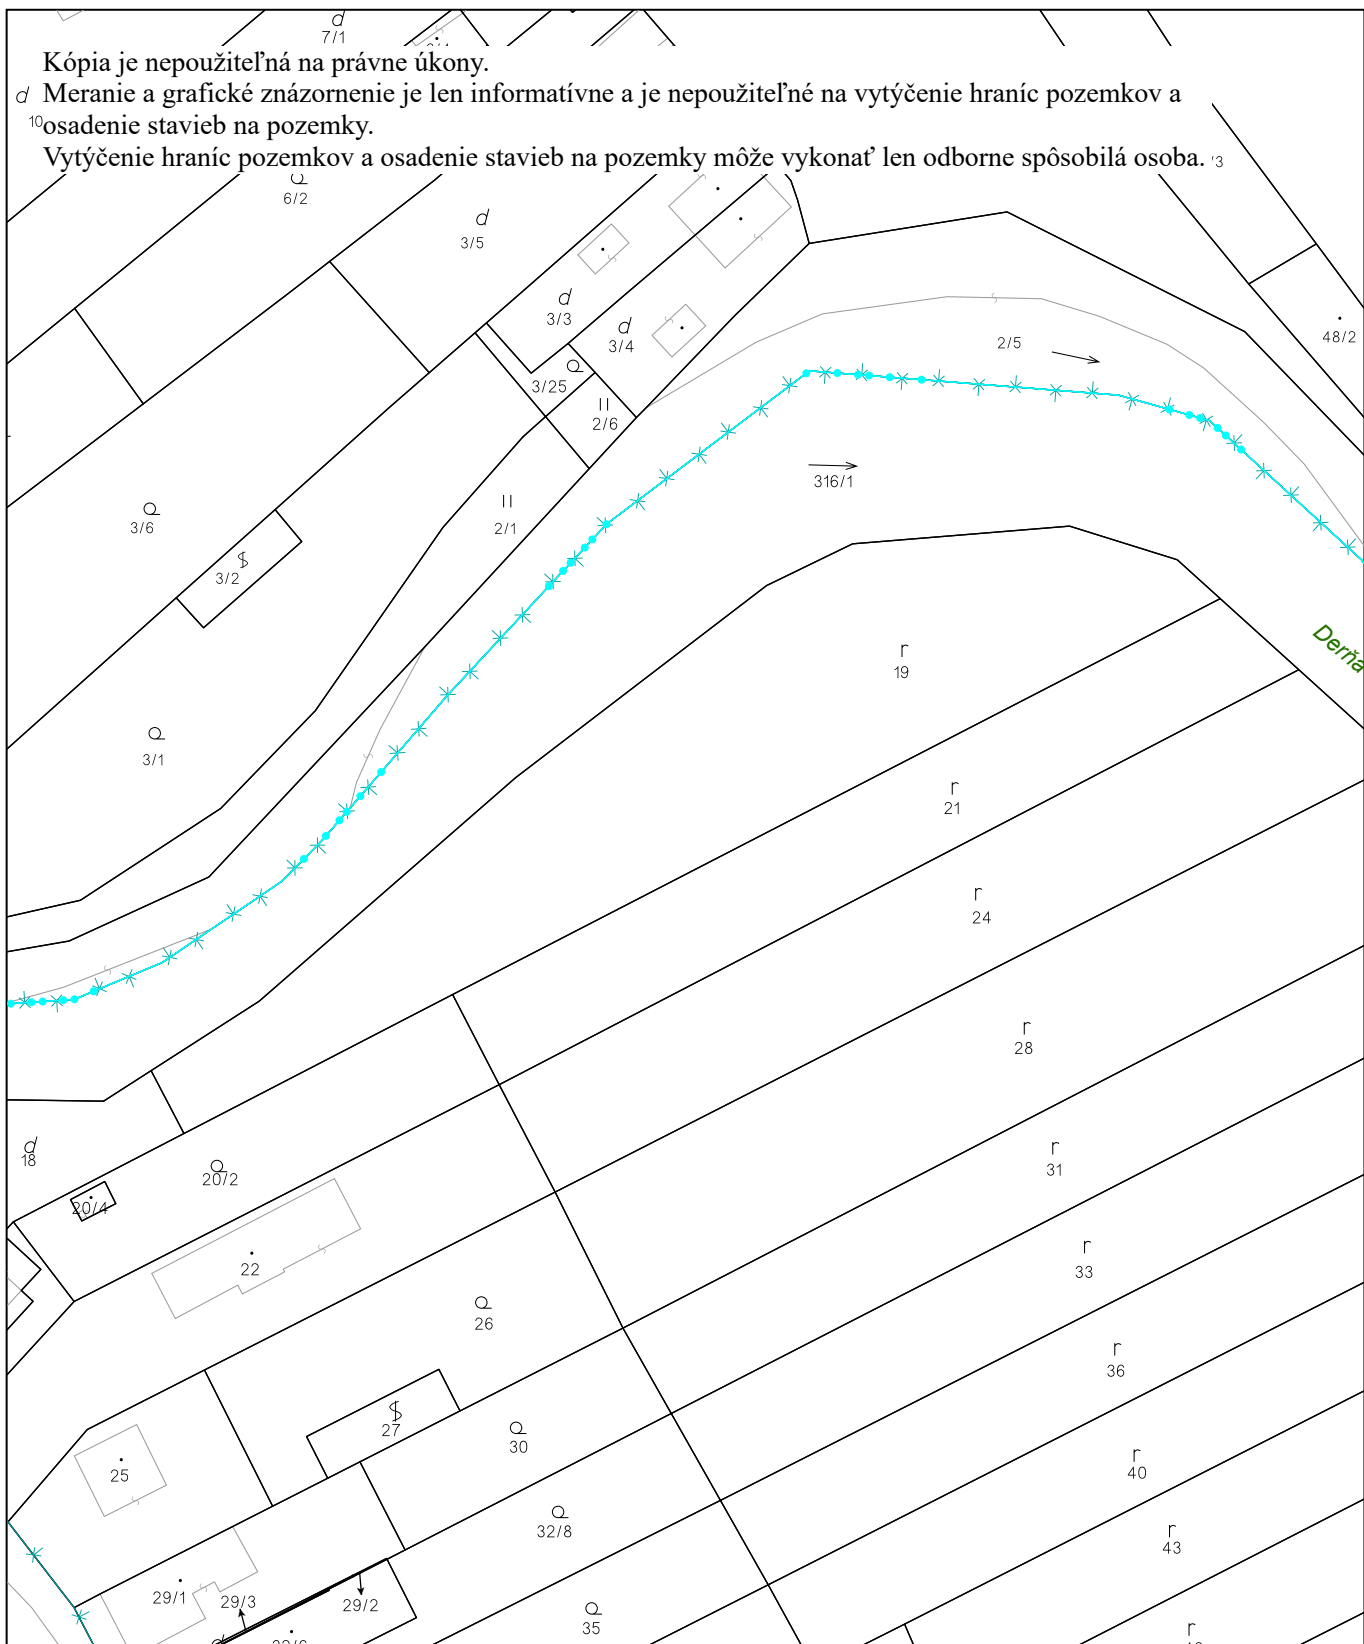 7/1
Kópia je nepoužiteľná na právne úkony.
d Meranie a grafické znázornenie je len informatívne a je nepoužiteľné na vytýčenie hraníc pozemkov a
10 osadenie stavieb na pozemky.
Vytýčenie hraníc pozemkov a osadenie stavieb na pozemky môže vykonať len odborne spôsobilá osoba.
/3
6/2
d
3/5
d
3/3
d
3/4
2/5
48/2
3/25
2/6
316/1
3/6
2/1
3/2
Derňa
r
19
3/1
r
21
r
24
r
28
d
18
r
31
20/2
20/4
r
33
22
26
r
36
27
30
r
40
25
32/8
r
43
29/1
29/3
29/2
35
r